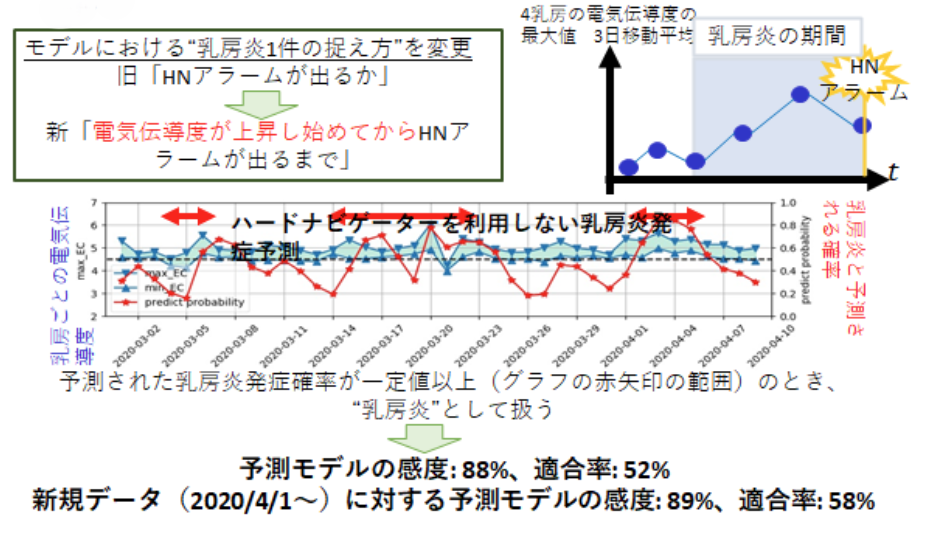 モデルにおける“乳房炎1件の捉え方”を変更
旧「HNアラームが出るか」
新「電気伝導度が上昇し始めてからHNア
ラームが出るまで」
4乳房の電気伝導度の
最大値　3日移動平均
乳房炎の期間
HN
アラーム
t
ハードナビゲーターを利用しない乳房炎発
症予測
乳房ごとの電気伝
導度
max_EC
7
6
5
4
3
2
max_EC
min_EC
predict probability
1.0
0.8
0.6
0.4
0.2
0.0
predict probability
乳房炎と予測さ
れる確率
2020-03-02
2020-03-05
2020-03-08
2020-03-11
2020-03-14
2020-03-17
2020-03-20
2020-03-23
2020-03-26
2020-03-29
2020-04-01
2020-04-04
2020-04-07
2020-04-10
予測された乳房炎発症確率が一定値以上（グラフの赤矢印の範囲）のとき、
“乳房炎”として扱う
予測モデルの感度: 88%、適合率: 52%
新規データ（2020/4/1～）に対する予測モデルの感度: 89%、適合率: 58%